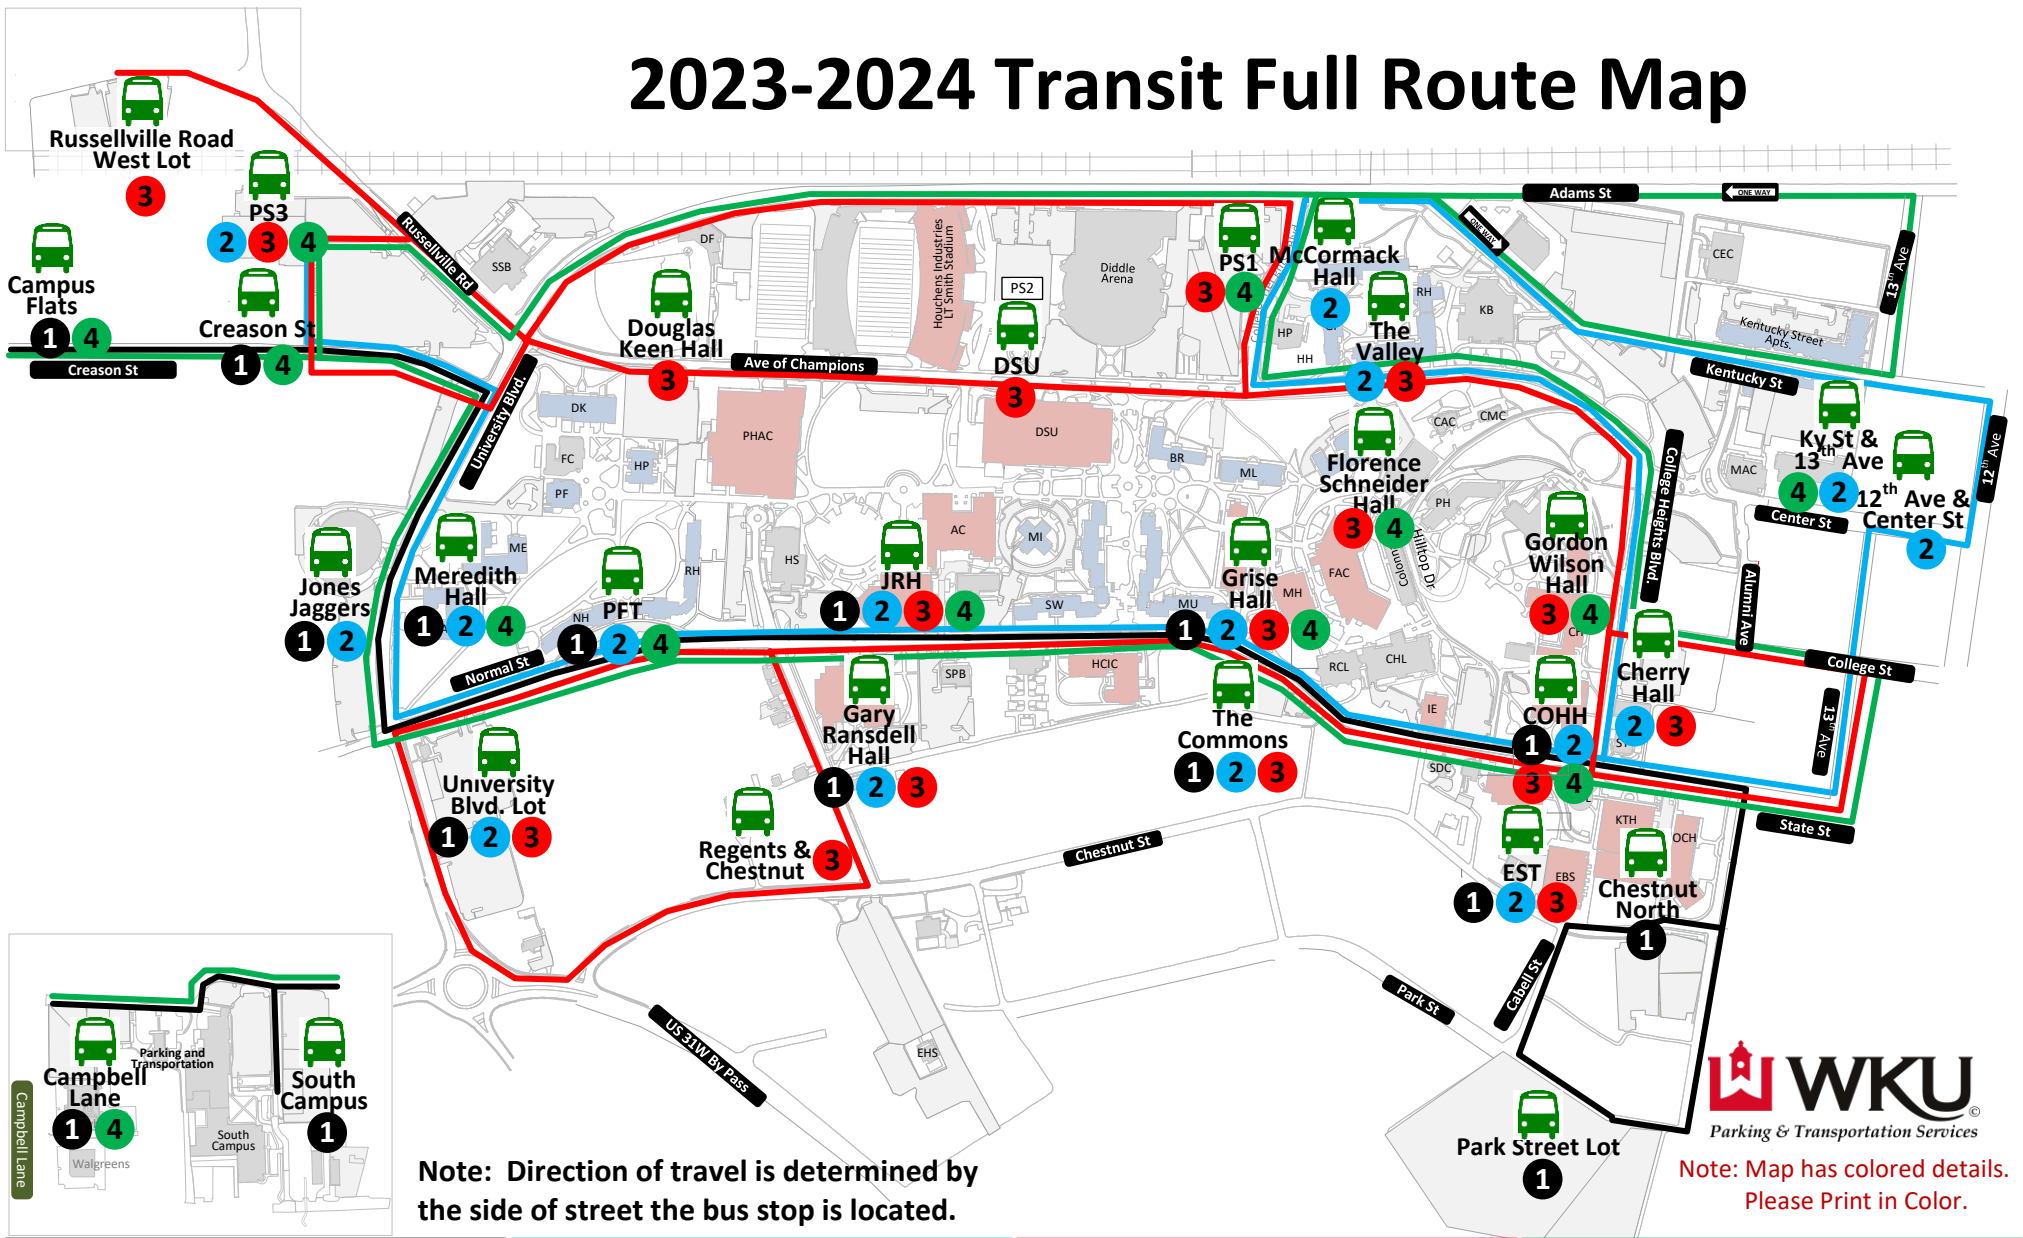 2023-2024 Transit Full Route Map
Russellville Road
West Lot
3
PS3
2 3 4
Campus
Flats
1 4
Creason St
Creason St
1 4
Russellville Rd
SSB
DF
Douglas
Keen Hall
3
Ave of Champions
Houchens Industries
LT Smith Stadium
PS2
DSU
3
Diddle
Arena
PS1
3 4
McCormack
Hall
2
HP
HH
The
Valley
2 3
RH
KB
Adams St
ONE WAY
ONE WAY
CEC
13th Ave
Kentucky Street
Apts.
Kentucky St
Ky St &
13th Ave
4 2
12th Ave &
Center St
2
12th Ave
Center St
MAC
University Blvd.
DK
FC
HP
PF
PHAC
DSU
BR
ML
Florence
Schneider
Hall
3 4
CAC
CMC
PH
College Heights Blvd.
Jones
Jaggers
1 2
Meredith
Hall
1 2 4
ME
PFT
1 2 4
NH
RH
HS
JRH
1 2 3 4
AC
MI
SW
MU
Grise
Hall
1 2 3 4
MH
FAC
Colonial
Hilltop Dr
Gordon
Wilson
Hall
3 4
CH
Alumni Ave
College St
Normal St
Cherry
Hall
2 3
13th Ave
HCIC
SPB
RCL
CHL
IE
SDC
COHH
1 2
3 4
State St
Gary
Ransdell
Hall
1 2 3
The
Commons
1 2 3
University
Blvd. Lot
1 2 3
Regents &
Chestnut
3
Chestnut St
EST
1 2 3
EBS
KTH
OCH
Chestnut
North
1
Cabell St
Park St
US 31W By Pass
EHS
Park Street Lot
1
Campbell Lane
Campbell
Lane
1 4
Walgreens
Parking and
Transportation
South
Campus
South
Campus
1
Note: Direction of travel is determined by
the side of street the bus stop is located.
WKU
©
Parking & Transportation Services
Note: Map has colored details.
Please Print in Color.